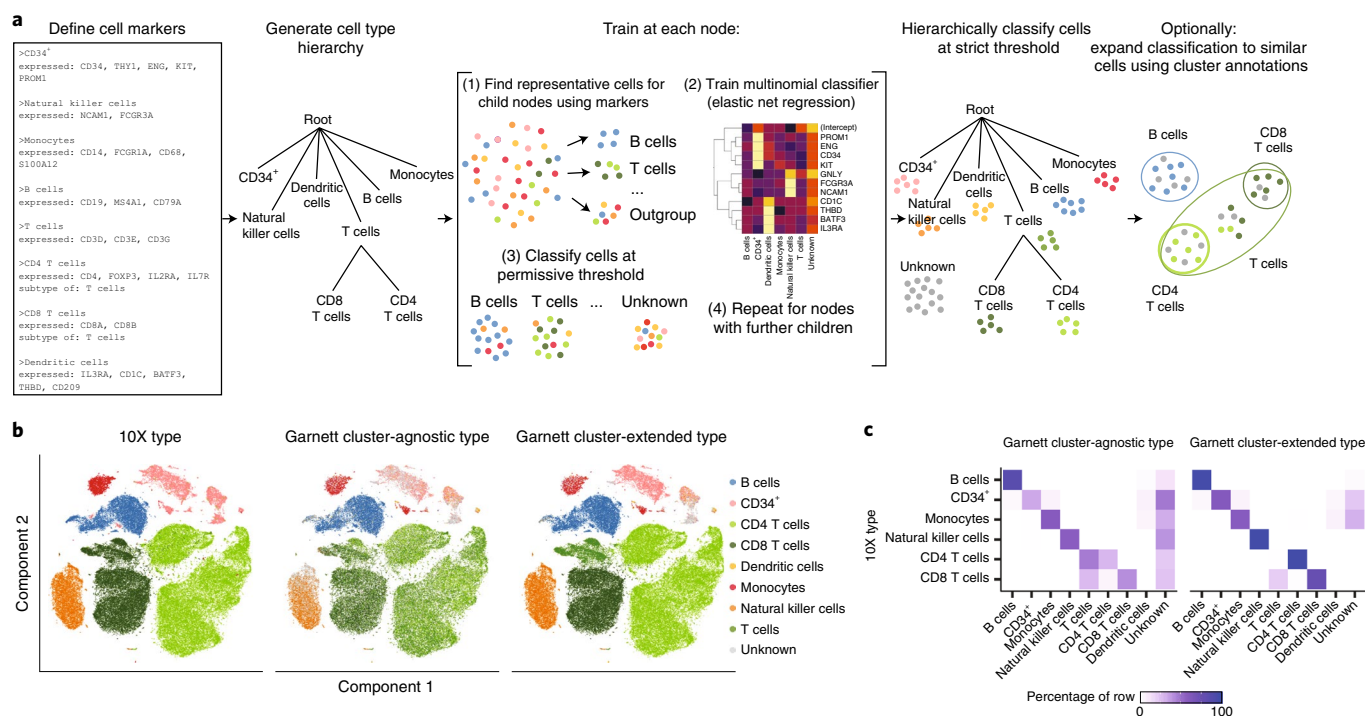 a
Define cell markers
>CD34+
expressed: CD34, THY1, ENG, KIT,
PROM1
>Natural killer cells
expressed: NCAM1, FCGR3A
>Monocytes
expressed: CD14, FCGR1A, CD68,
S100A12
>B cells
expressed: CD19, MS4A1, CD79A
>T cells
expressed: CD3D, CD3E, CD3G
>CD4 T cells
expressed: CD4, FOXP3, IL2RA, IL7R
subtype of: T cells
>CD8 T cells
expressed: CD8A, CD8B
subtype of: T cells
>Dendritic cells
expressed: IL3RA, CD1C, BATF3,
THBD, CD209
Generate cell type
hierarchy
Root
CD34+
Natural
killer cells
Dendritic
cells
T cells
B cells
Monocytes
CD8
T cells
CD4
T cells
Train at each node:
(1) Find representative cells for
child nodes using markers
B cells
T cells
...
Outgroup
(2) Train multinomial classifier
(elastic net regression)
(Intercept)
PROM1
ENG
CD34
KIT
GNLY
FCGR3A
NCAM1
CD1C
THBD
BATF3
IL3RA
B cells
CD34+
Dendritic cells
Monocytes
Natural killer cells
T cells
Unknown
(3) Classify cells at
permissive threshold
B cells
T cells
...
Unknown
(4) Repeat for nodes
with further children
Hierarchically classify cells
at strict threshold
Root
CD34+
Natural
killer cells
Dendritic
cells
T cells
B cells
Monocytes
Unknown
CD8
T cells
CD4
T cells
Optionally:
expand classification to similar
cells using cluster annotations
B cells
CD8
T cells
T cells
CD4
T cells
b
10X type
Garnett cluster-agnostic type
Garnett cluster-extended type
Component 2
Component 1
B cells
CD34+
CD4 T cells
CD8 T cells
Dendritic cells
Monocytes
Natural killer cells
T cells
Unknown
c
Garnett cluster-agnostic type
Garnett cluster-extended type
10X type
B cells
CD34+
Monocytes
Natural killer cells
CD4 T cells
CD8 T cells
B cells
CD34+
Monocytes
Natural killer cells
T cells
CD4 T cells
CD8 T cells
Dendritic cells
Unknown
B cells
CD34+
Monocytes
Natural killer cells
T cells
CD4 T cells
CD8 T cells
Dendritic cells
Unknown
Percentage of row
0
100